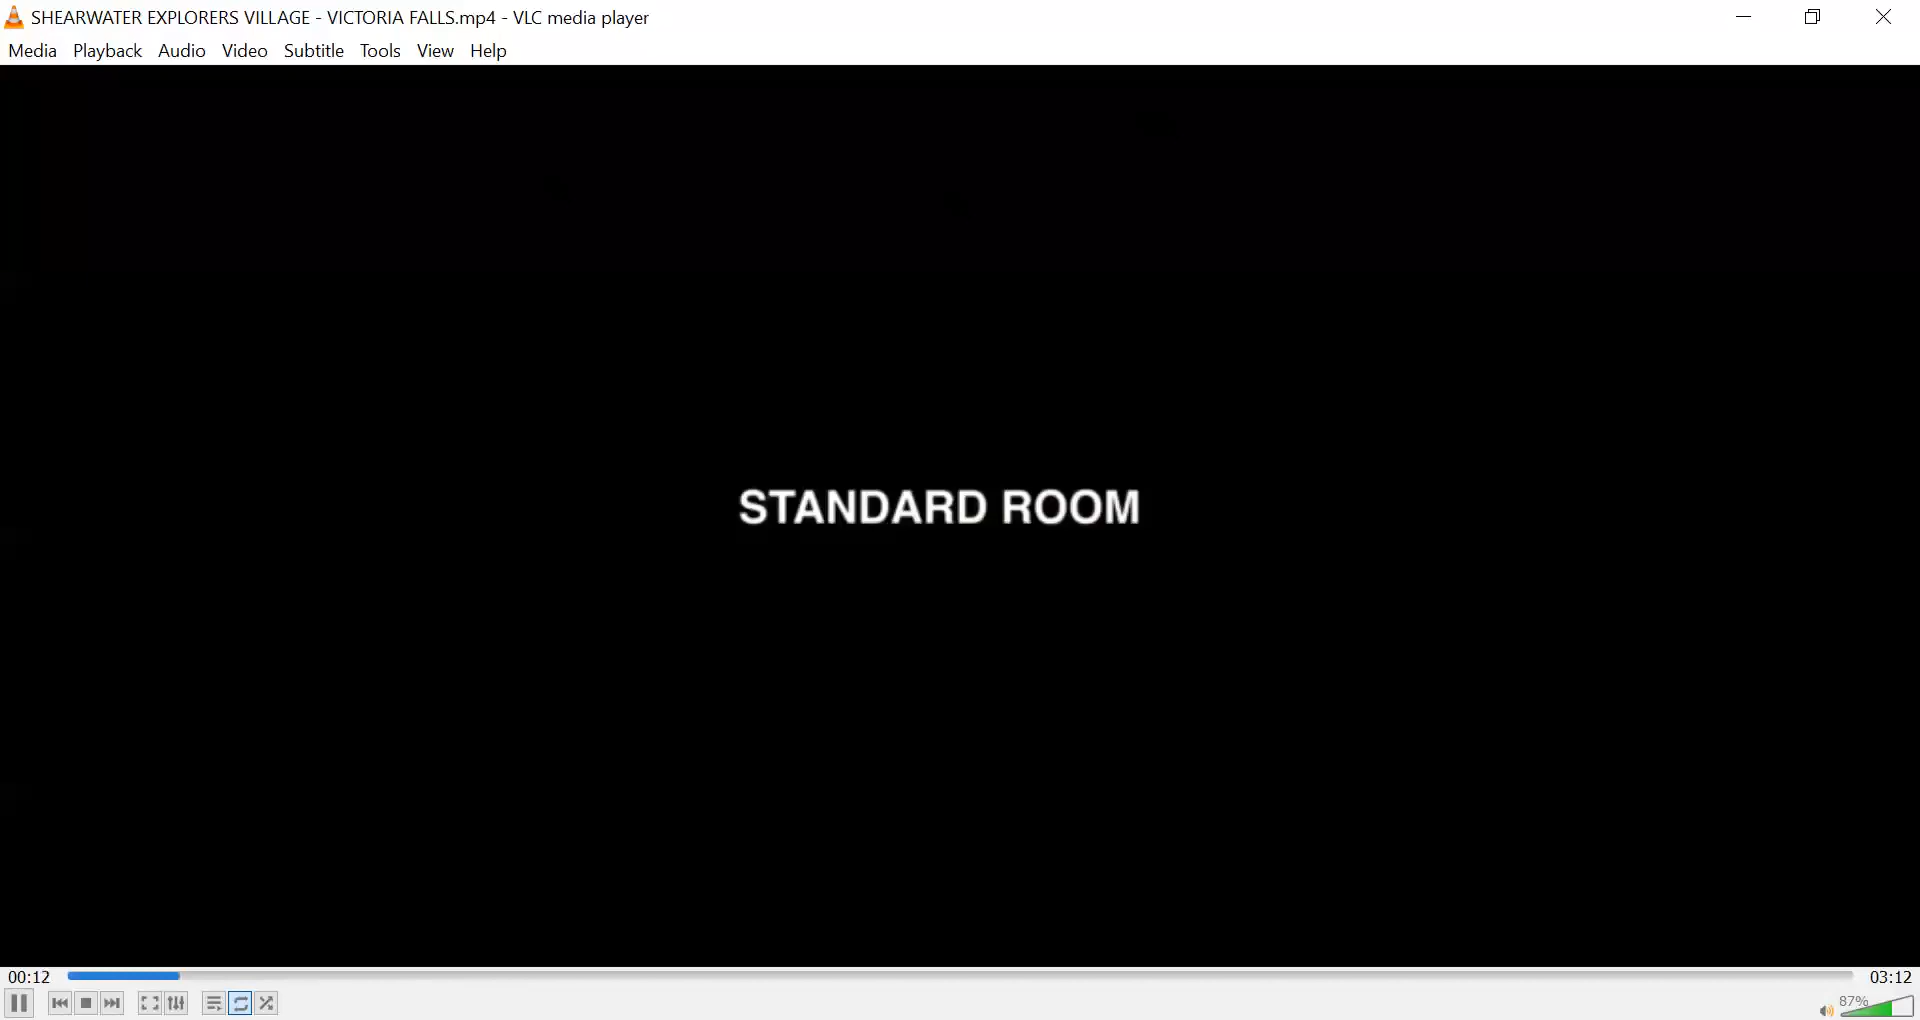 SHEARWATER EXPLORERS VILLAGE - VICTORIA FALLS.mp4 - VLC media player
Media Playback Audio Video Subtitle Tools View Help
STANDARD ROOM
00:12 03:12
87%